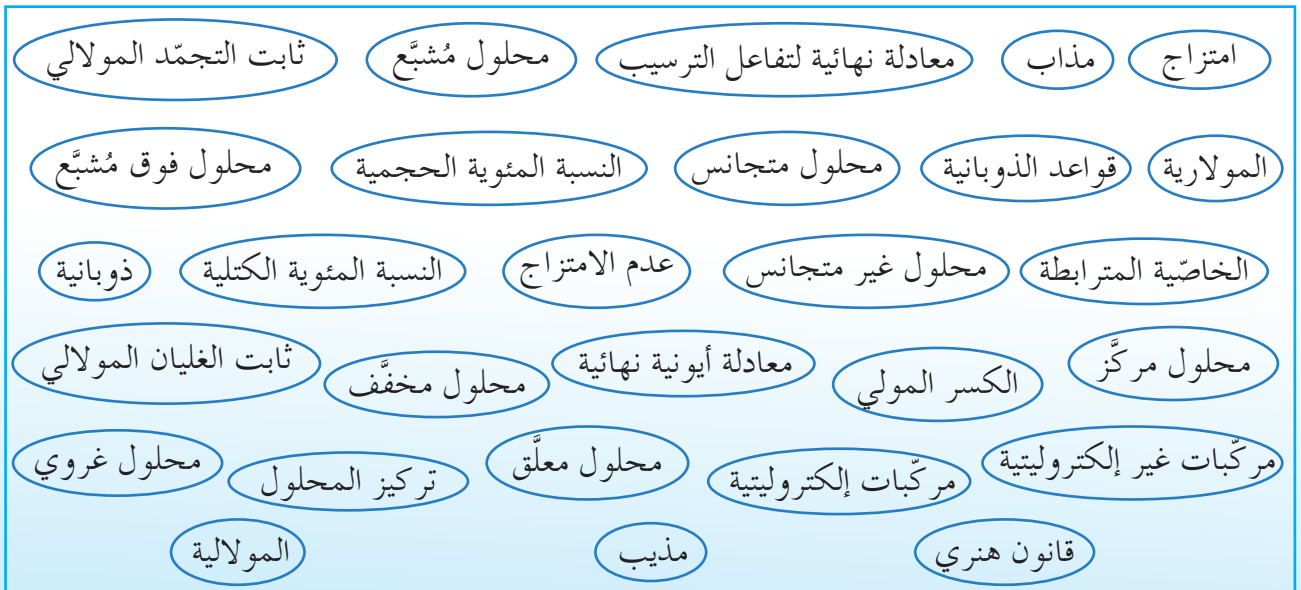 امتزاج مذاب معادلة نهائية لتفاعل الترسيب محلول مُشبَّع ثابت التجمّد المولالي
المولارية قواعد الذوبانية محلول متجانس النسبة المئوية الحجمية محلول فوق مُشبَّع
الخاصّية المترابطة محلول غير متجانس عدم الامتزاج النسبة المئوية الكتلية ذوبانية
محلول مركَّز الكسر المولي معادلة أيونية نهائية محلول مخفَّف ثابت الغليان المولالي
مركّبات غير إلكتروليتية مركّبات إلكتروليتية محلول معلَّق تركيز المحلول محلول غروي
قانون هنري مذيب المولالية